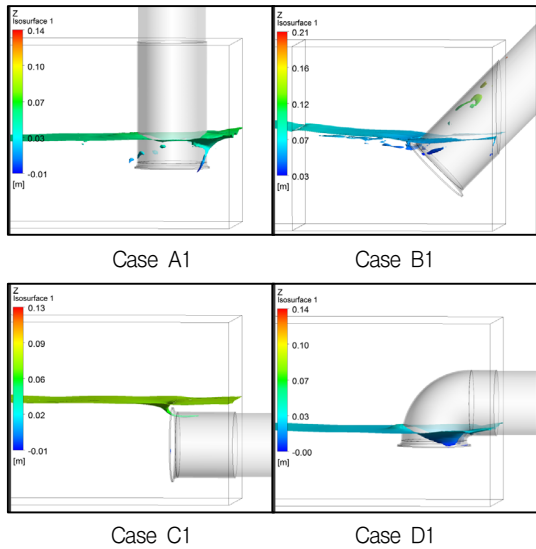 Z
Isosurface 1
0.14
0.10
0.07
0.03
-0.01
[m]
Z
Isosurface 1
0.21
0.16
0.12
0.07
0.03
[m]
Case A1
Case B1
Z
Isosurface 1
0.13
0.09
0.06
0.02
-0.01
[m]
Z
Isosurface 1
0.14
0.10
0.07
0.03
-0.00
[m]
Case C1
Case D1